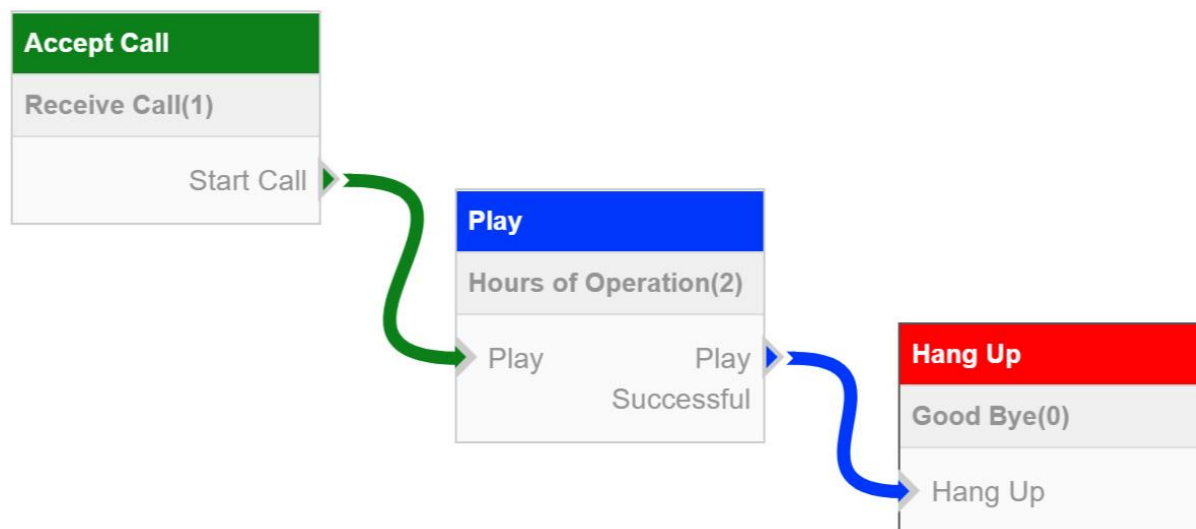 Accept Call
Receive Call(1)
Start Call
Play
Hours of Operation(2)
Play
Play
Successful
Hang Up
Good Bye(0)
Hang Up